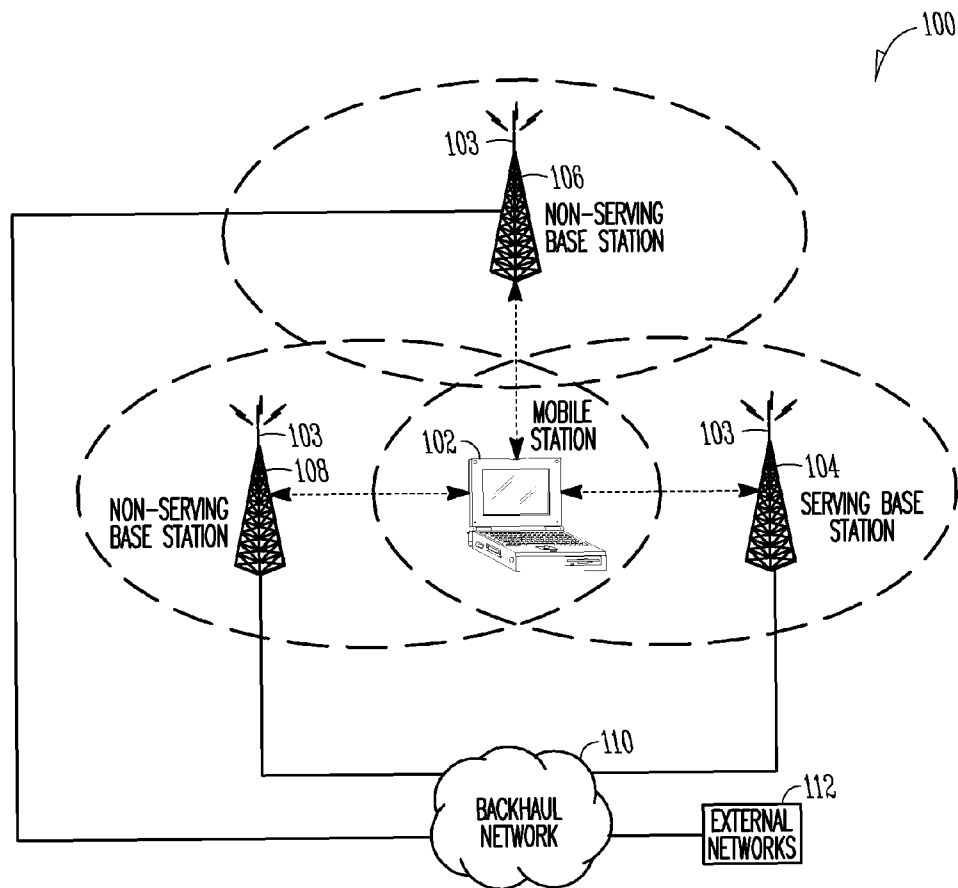 100
103
106
NON-SERVING
BASE STATION
MOBILE
STATION
102
103
108
NON-SERVING
BASE STATION
103
104
SERVING BASE
STATION
110
BACKHAUL
NETWORK
112
EXTERNAL
NETWORKS